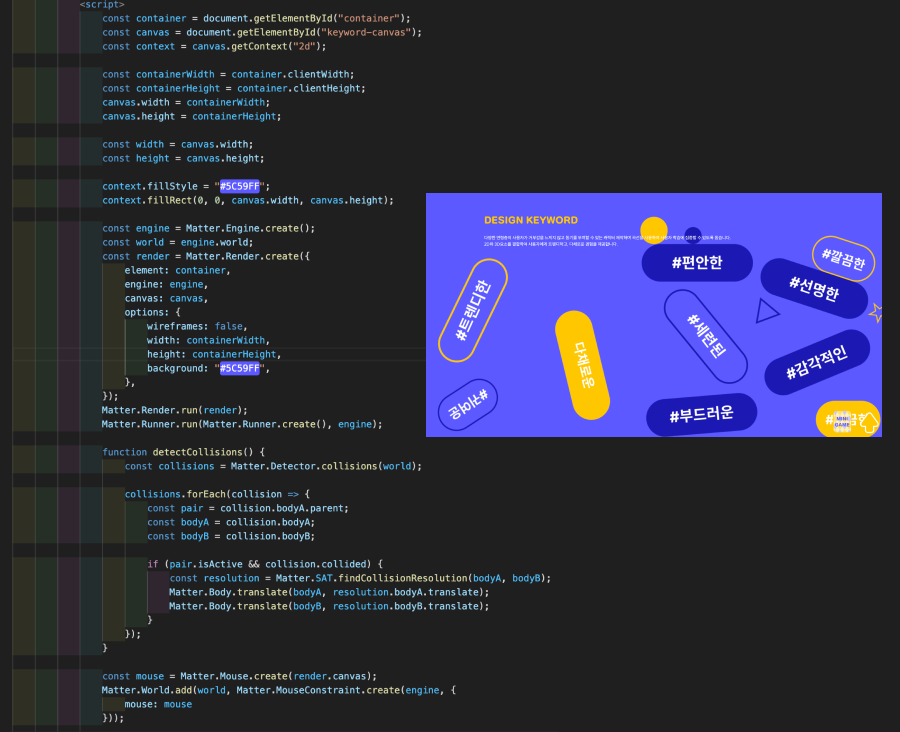 <script>
const container = document.getElementById("container");
const canvas = document.getElementById("keyword-canvas");
const context = canvas.getContext("2d");
const containerWidth = container.clientWidth;
const containerHeight = container.clientHeight;
canvas.width = containerWidth;
canvas.height = containerHeight;
const width = canvas.width;
const height = canvas.height;
context.fillStyle = "#5C59FF";
context.fillRect(0, 0, canvas.width, canvas.height);
const engine = Matter.Engine.create();
const world = engine.world;
const render = Matter.Render.create({
element: container,
engine: engine,
canvas: canvas,
options: {
wireframes: false,
width: containerWidth,
height: containerHeight,
background: "#5C59FF",
},
});
Matter.Render.run(render);
Matter.Runner.run(Matter.Runner.create(), engine);
function detectCollisions() {
const collisions = Matter.Detector.collisions(world);
collisions.forEach(collision => {
const pair = collision.bodyA.parent;
const bodyA = collision.bodyA;
const bodyB = collision.bodyB;
if (pair.isActive && collision.collided) {
const resolution = Matter.SAT.findCollisionResolution(bodyA, bodyB);
Matter.Body.translate(bodyA, resolution.bodyA.translate);
Matter.Body.translate(bodyB, resolution.bodyB.translate);
}
});
}
const mouse = Matter.Mouse.create(render.canvas);
Matter.World.add(world, Matter.MouseConstraint.create(engine, {
mouse: mouse
}));
DESIGN KEYWORD
#편안한
#깔끔한
#선명한
#트렌디한
#세련된
다채로운
#감각적인
#귀여움
#부드러운
MINI
GAME